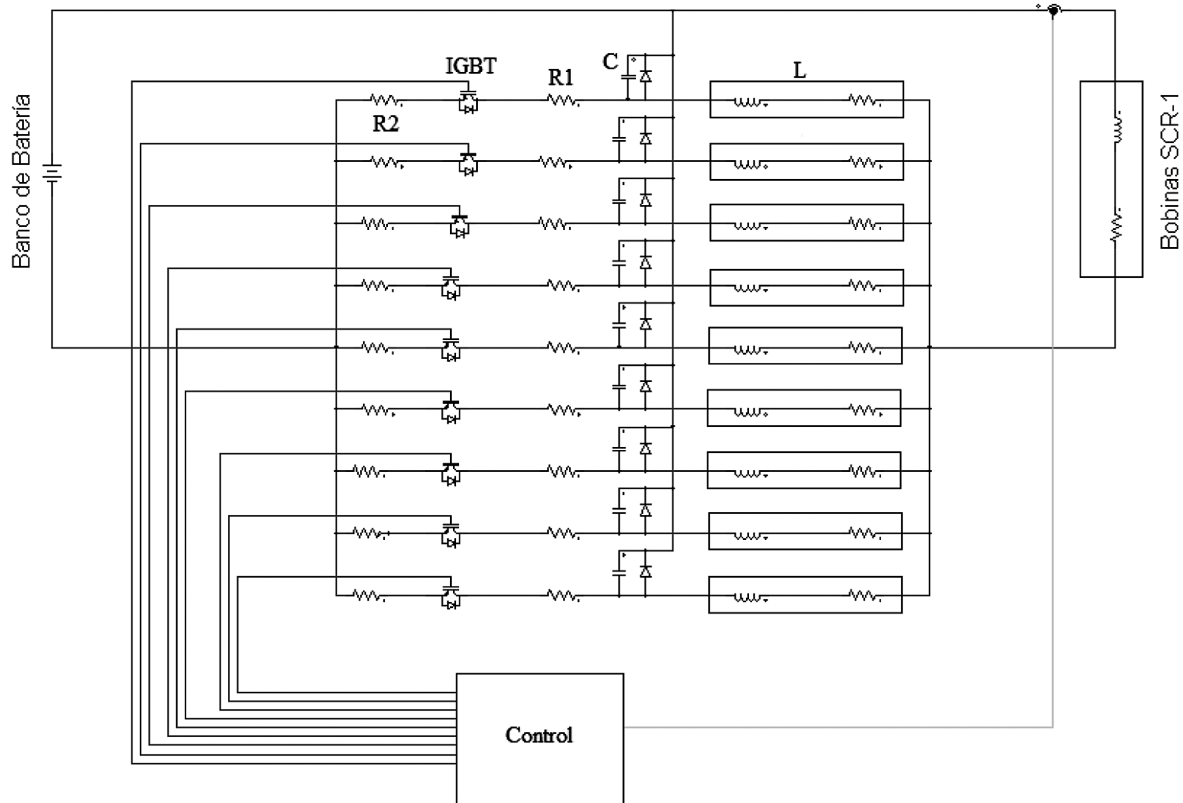 IGBT
R1
C
L
R2
Banco de Batería
Bobinas SCR-1
Control